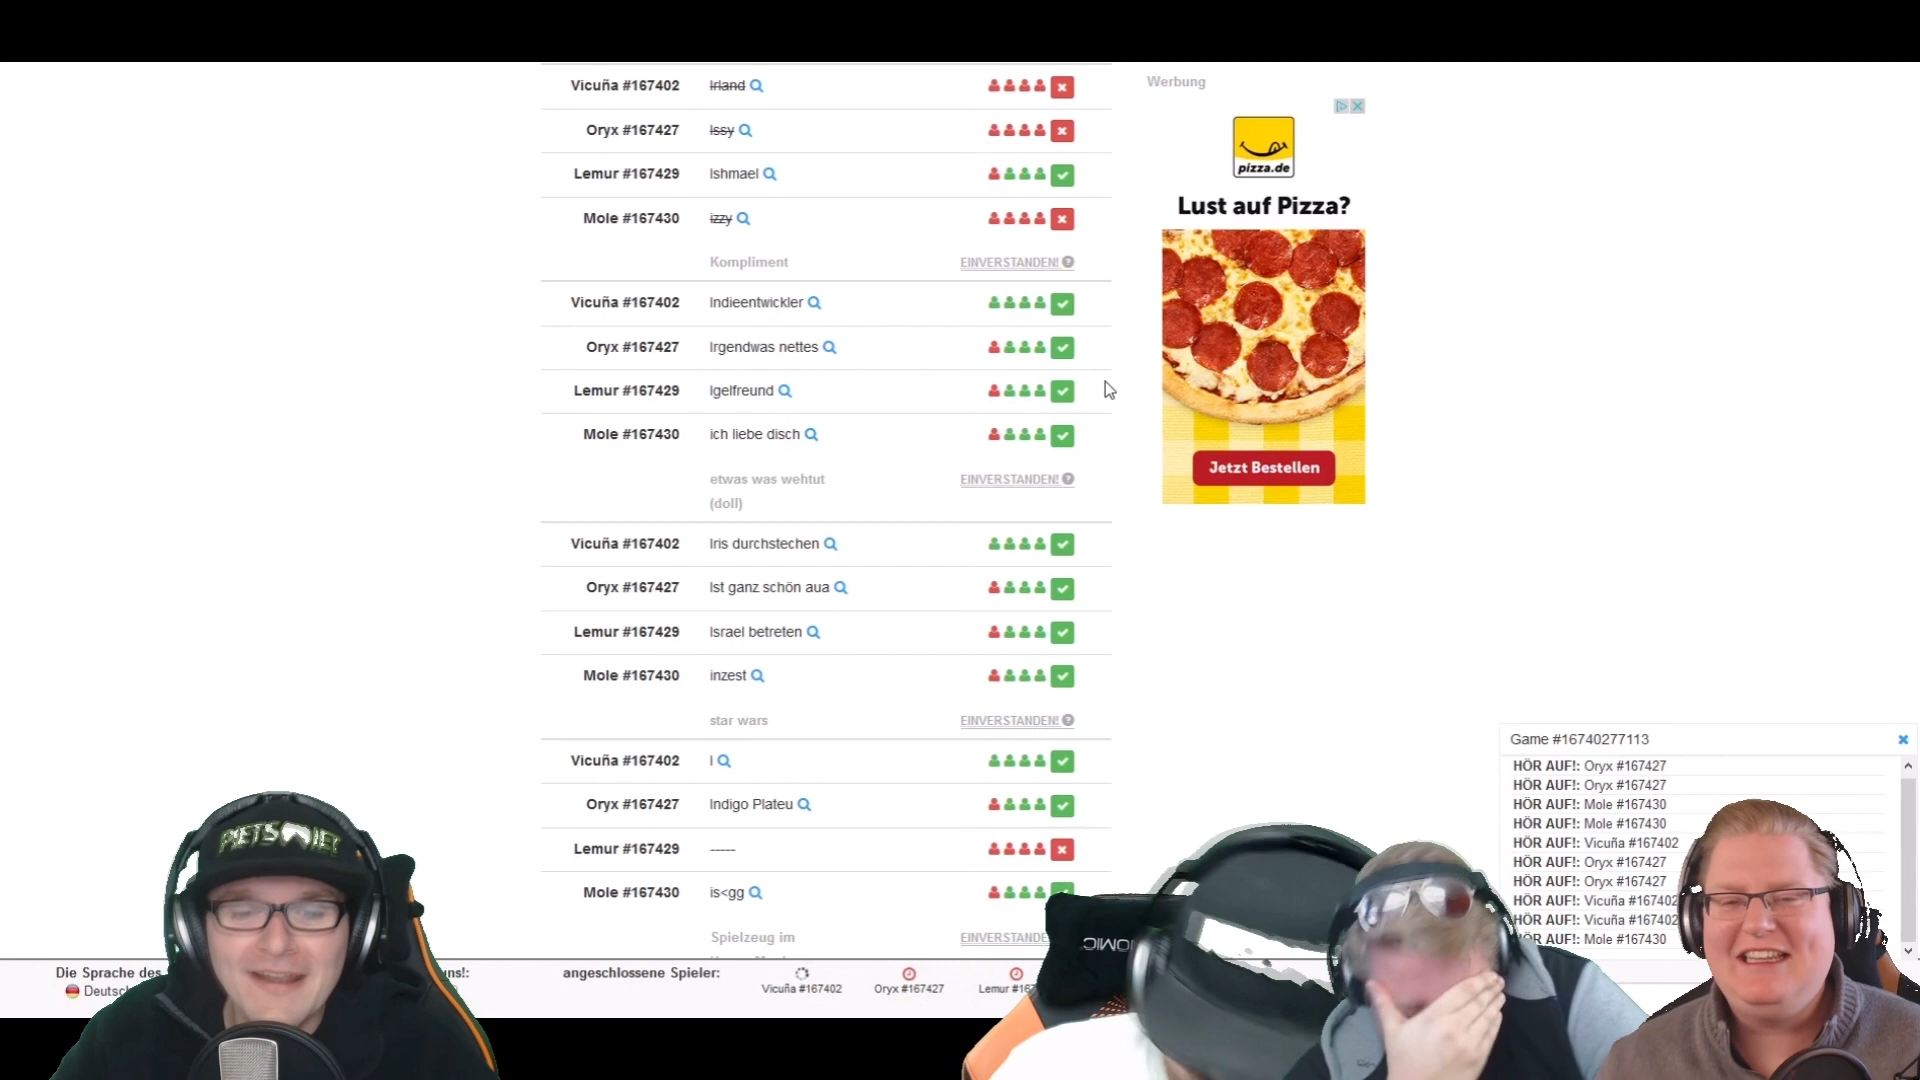 Vicuña #167402 Irland
Oryx #167427 Issy
Lemur #167429 Ishmael
Mole #167430 izzy
Kompliment EINVERSTANDEN!
Vicuña #167402 Indieentwickler
Oryx #167427 Irgendwas nettes
Lemur #167429 Igelfreund
Mole #167430 ich liebe disch
etwas was wehtut EINVERSTANDEN!
(doll)
Vicuña #167402 Iris durchstechen
Oryx #167427 Ist ganz schön aua
Lemur #167429 Israel betreten
Mole #167430 inzest
star wars EINVERSTANDEN!
Vicuña #167402 I
Oryx #167427 Indigo Plateu
Lemur #167429 -----
Mole #167430 is<gg
Spielzeug im EINVERSTANDE
Werbung
pizza.de
Lust auf Pizza?
Jetzt Bestellen
Game #16740277113
HÖR AUF!: Oryx #167427
HÖR AUF!: Oryx #167427
HÖR AUF!: Mole #167430
HÖR AUF!: Mole #167430
HÖR AUF!: Vicuña #167402
HÖR AUF!: Oryx #167427
HÖR AUF!: Oryx #167427
HÖR AUF!: Vicuña #167402
HÖR AUF!: Vicuña #167402
HÖR AUF!: Mole #167430
Die Sprache des
Deutsch
uns!:
angeschlossene Spieler:
Vicuña #167402
Oryx #167427
Lemur #167
PIETSMIET